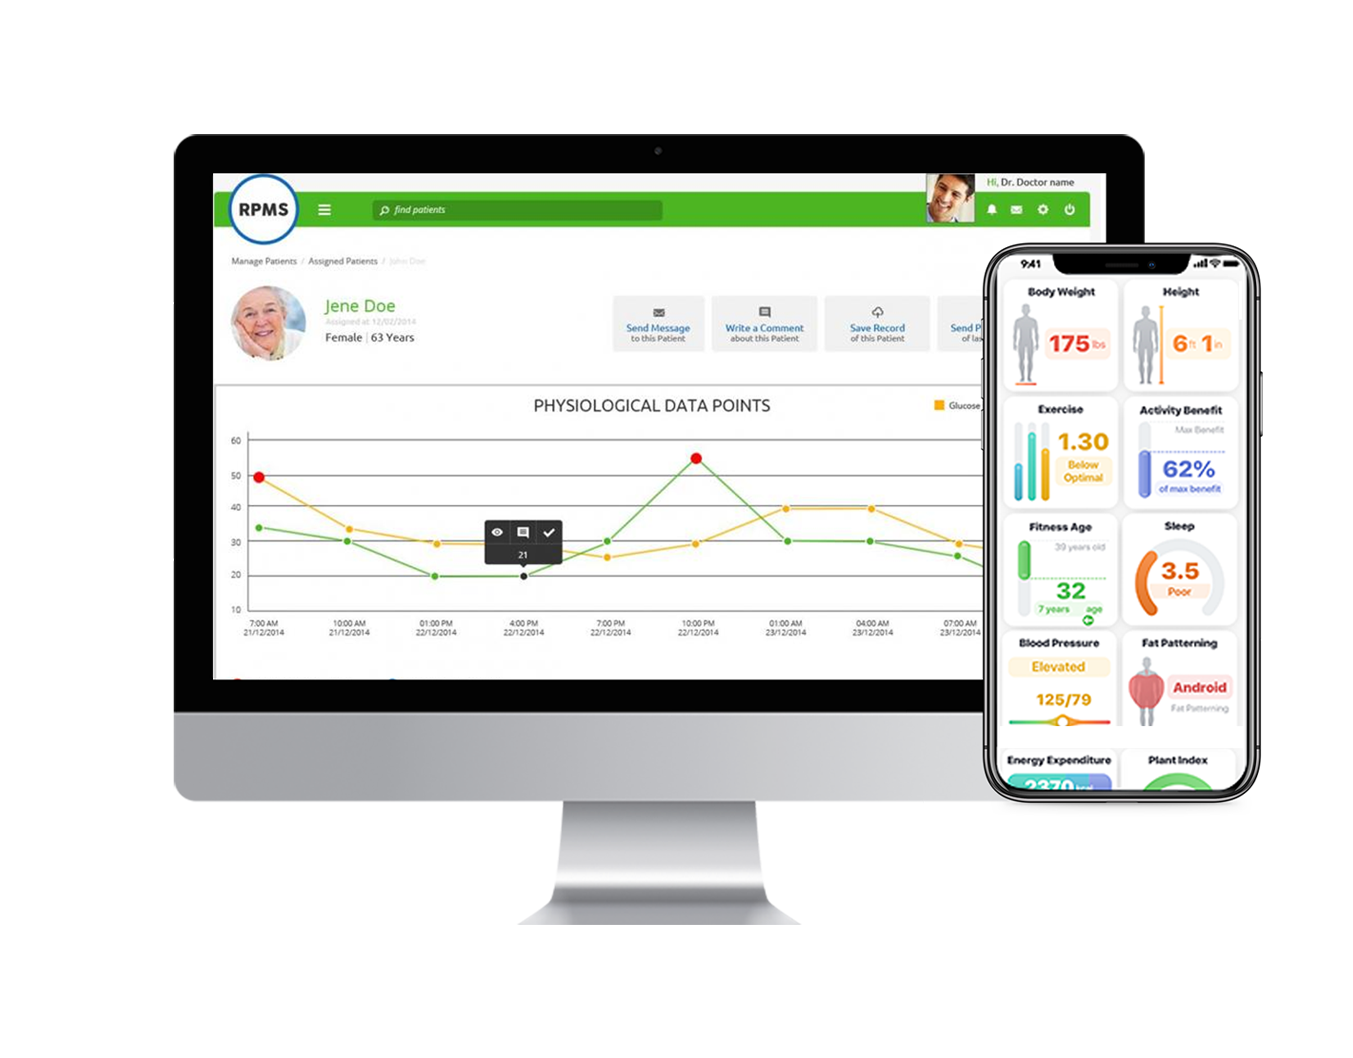 Hi, Dr. Doctor name
RPMS
find patients
Manage Patients / Assigned Patients / John Doe
Jene Doe
Assigned at 12/02/2014
Female | 63 Years
Send Message
to this Patient
Write a Comment
about this Patient
Save Record
of this Patient
Send P
of la
PHYSIOLOGICAL DATA POINTS
Glucose
60
50
40
30
20
10
21
7:00 AM
21/12/2014
10:00 AM
21/12/2014
01:00 PM
22/12/2014
4:00 PM
22/12/2014
7:00 PM
22/12/2014
10:00 PM
22/12/2014
01:00 AM
23/12/2014
04:00 AM
23/12/2014
07:00 AM
23/12/2014
9:41
Body Weight
175 lbs
Height
6 ft 1 in
Exercise
1.30
Below
Optimal
Activity Benefit
Max Benefit
62%
of max benefit
Fitness Age
39 years old
32
7 years age
Sleep
3.5
Poor
Blood Pressure
Elevated
125/79
Fat Patterning
Android
Fat Patterning
Energy Expenditure
2370
Plant Index